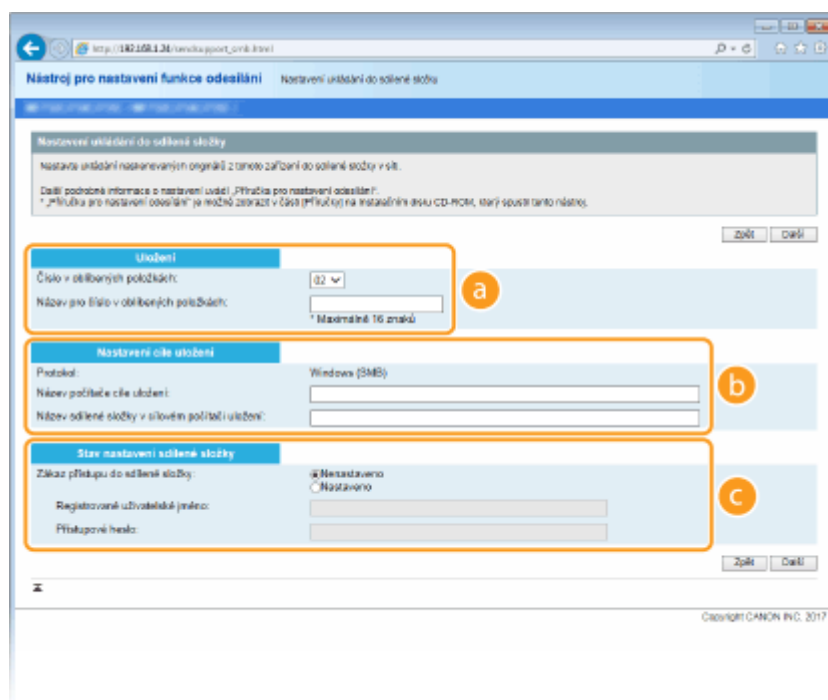 http://192.168.1.24/sendsupport_smb.html
Nástroj pro nastavení funkce odesílání Nastavení ukládání do sdílené složky
Nastavení ukládání do sdílené složky
Nastavte ukládání naskenovaných originálů z tohoto zařízení do sdílené složky v síti.
Další podrobné informace o nastavení uvádí „Příručka pro nastavení odesílání“.
* „Příručka pro nastavení odesílání“ je možné zobrazit v části [Příručky] na instalačním disku CD-ROM, který spustí tento nástroj.
Zpět Další
Uložení
Číslo v oblíbených položkách: 02
a
Název pro číslo v oblíbených položkách:
* Maximálně 16 znaků
Nastavení cíle uložení
Protokol: Windows (SMB)
b
Název počítače cíle uložení:
Název sdílené složky v cílovém počítači uložení:
Stav nastavení sdílené složky
Zákaz přístupu do sdílené složky: Nenastaveno
Nastaveno
c
Registrované uživatelské jméno:
Přístupové heslo:
Zpět Další
Copyright CANON INC. 2017